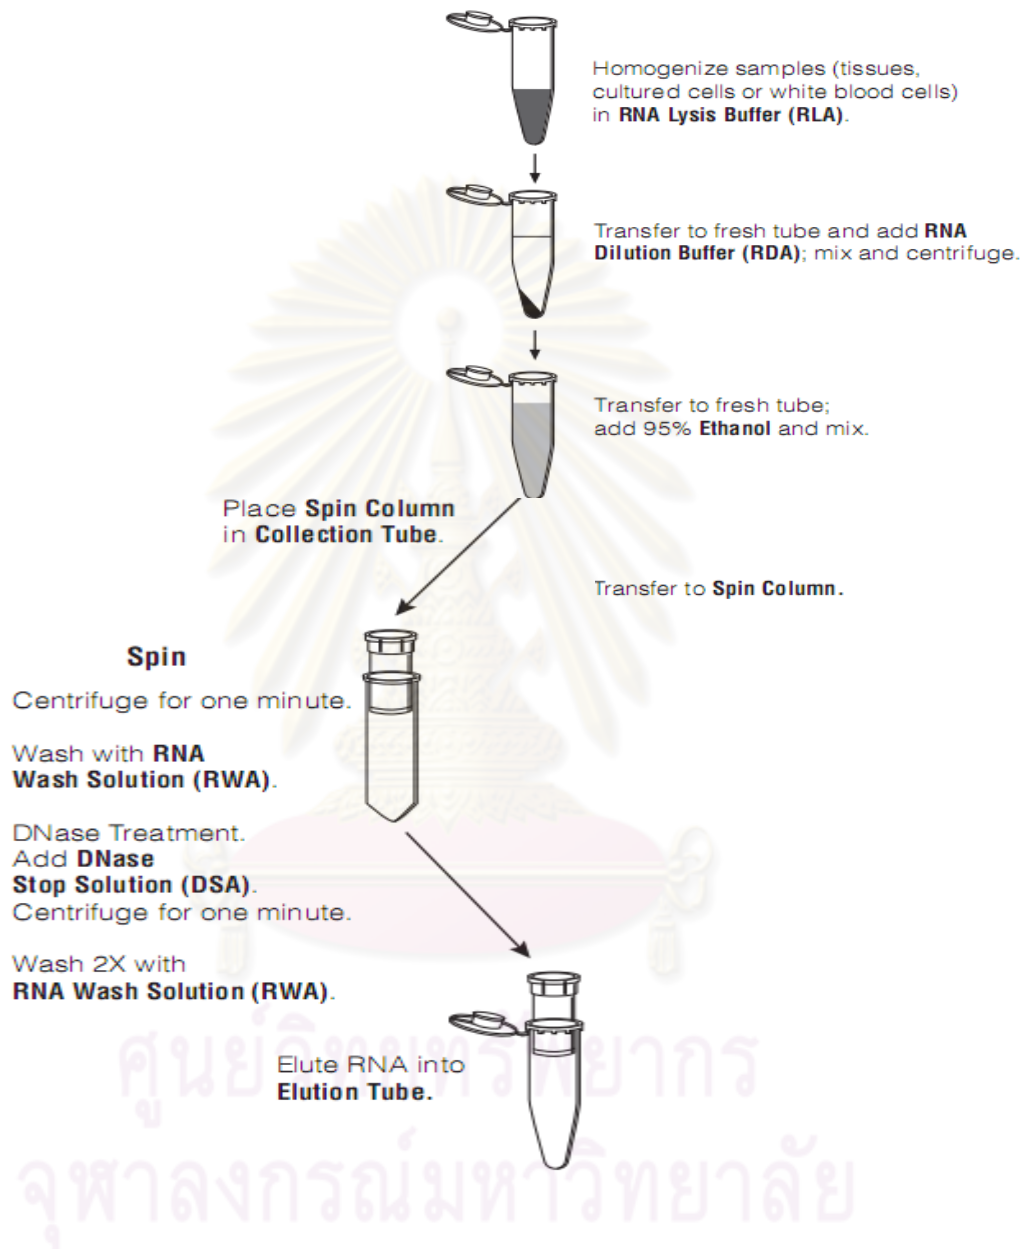 Homogenize samples (tissues,
cultured cells or white blood cells)
in RNA Lysis Buffer (RLA).
Transfer to fresh tube and add RNA
Dilution Buffer (RDA); mix and centrifuge.
Transfer to fresh tube;
add 95% Ethanol and mix.
Place Spin Column
in Collection Tube.
Transfer to Spin Column.
Spin
Centrifuge for one minute.
Wash with RNA
Wash Solution (RWA).
DNase Treatment.
Add DNase
Stop Solution (DSA).
Centrifuge for one minute.
Wash 2X with
RNA Wash Solution (RWA).
Elute RNA into
Elution Tube.
ศูนย์วิทยทรัพยากร
จุฬาลงกรณ์มหาวิทยาลัย